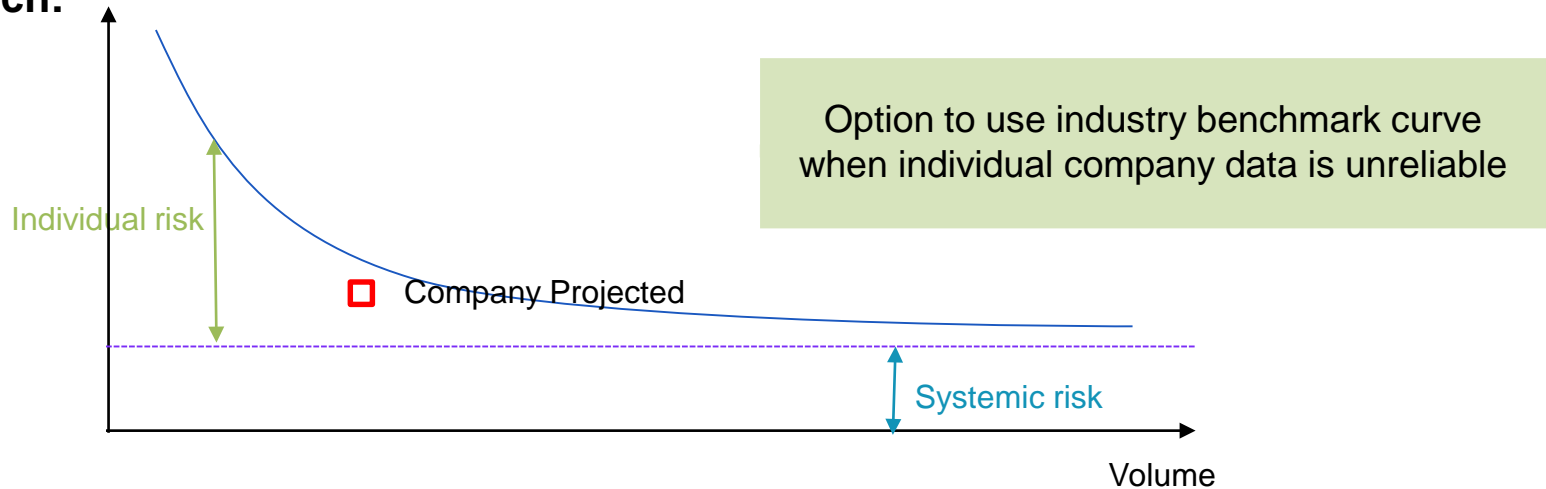 Option to use industry benchmark curve
when individual company data is unreliable
Individual risk
Company Projected
Systemic risk
Volume